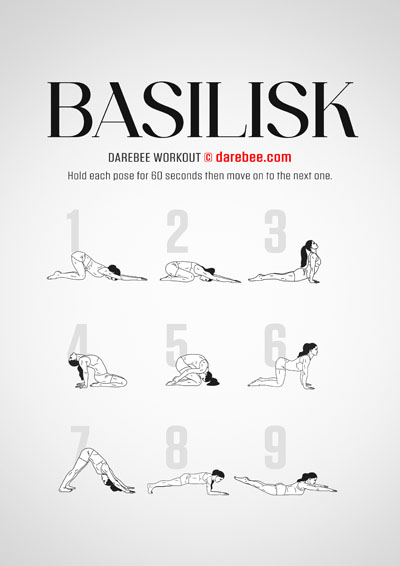 BASILISK
DAREBEE WORKOUT © darebee.com
Hold each pose for 60 seconds then move on to the next one.
1 2 3
4 5 6
7 8 9